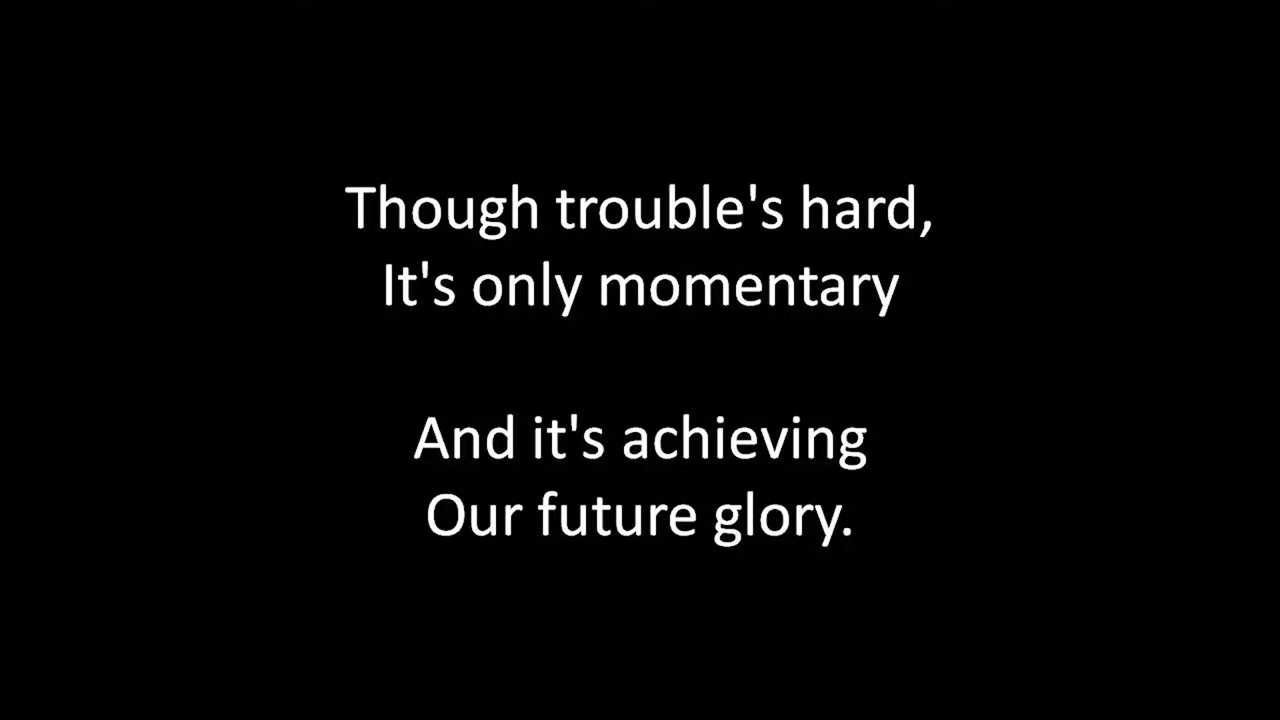 Though trouble's hard,
It's only momentary
And it's achieving
Our future glory.